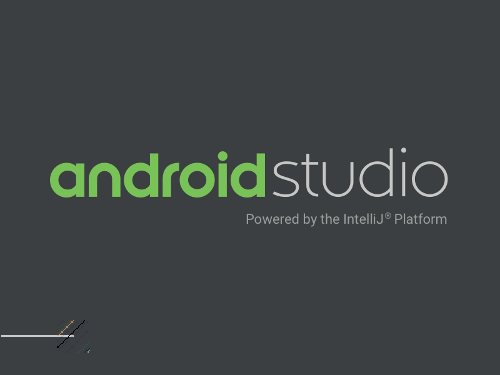 androidstudio
Powered by the IntelliJ® Platform